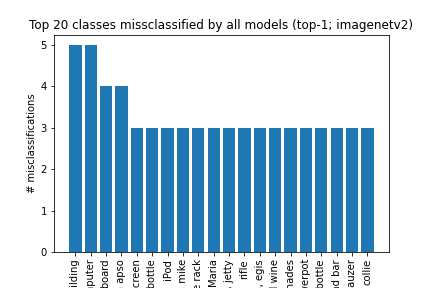 Top 20 classes missclassified by all models (top-1; imagenetv2)
# misclassifications
5
4
3
2
1
0
ilding
puter
board
apso
creen
bottle
iPod
mike
e rack
Maria
, jetty
rifle
, egis
d wine
nades
verpot
bottle
d bar
auzer
collie